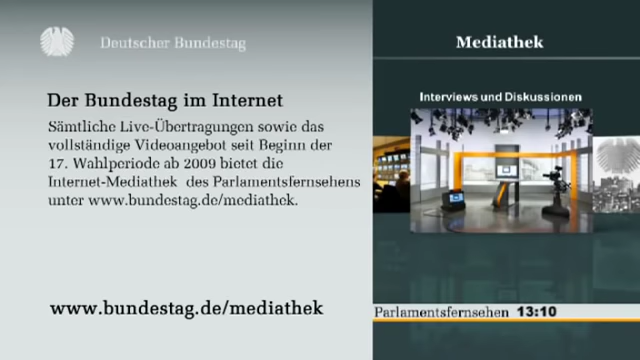 Deutscher Bundestag
Mediathek
Der Bundestag im Internet
Sämtliche Live-Übertragungen sowie das
vollständige Videoangebot seit Beginn der
17. Wahlperiode ab 2009 bietet die
Internet-Mediathek des Parlamentsfernsehens
unter www.bundestag.de/mediathek.
www.bundestag.de/mediathek
Interviews und Diskussionen
Parlamentsfernsehen 13:10